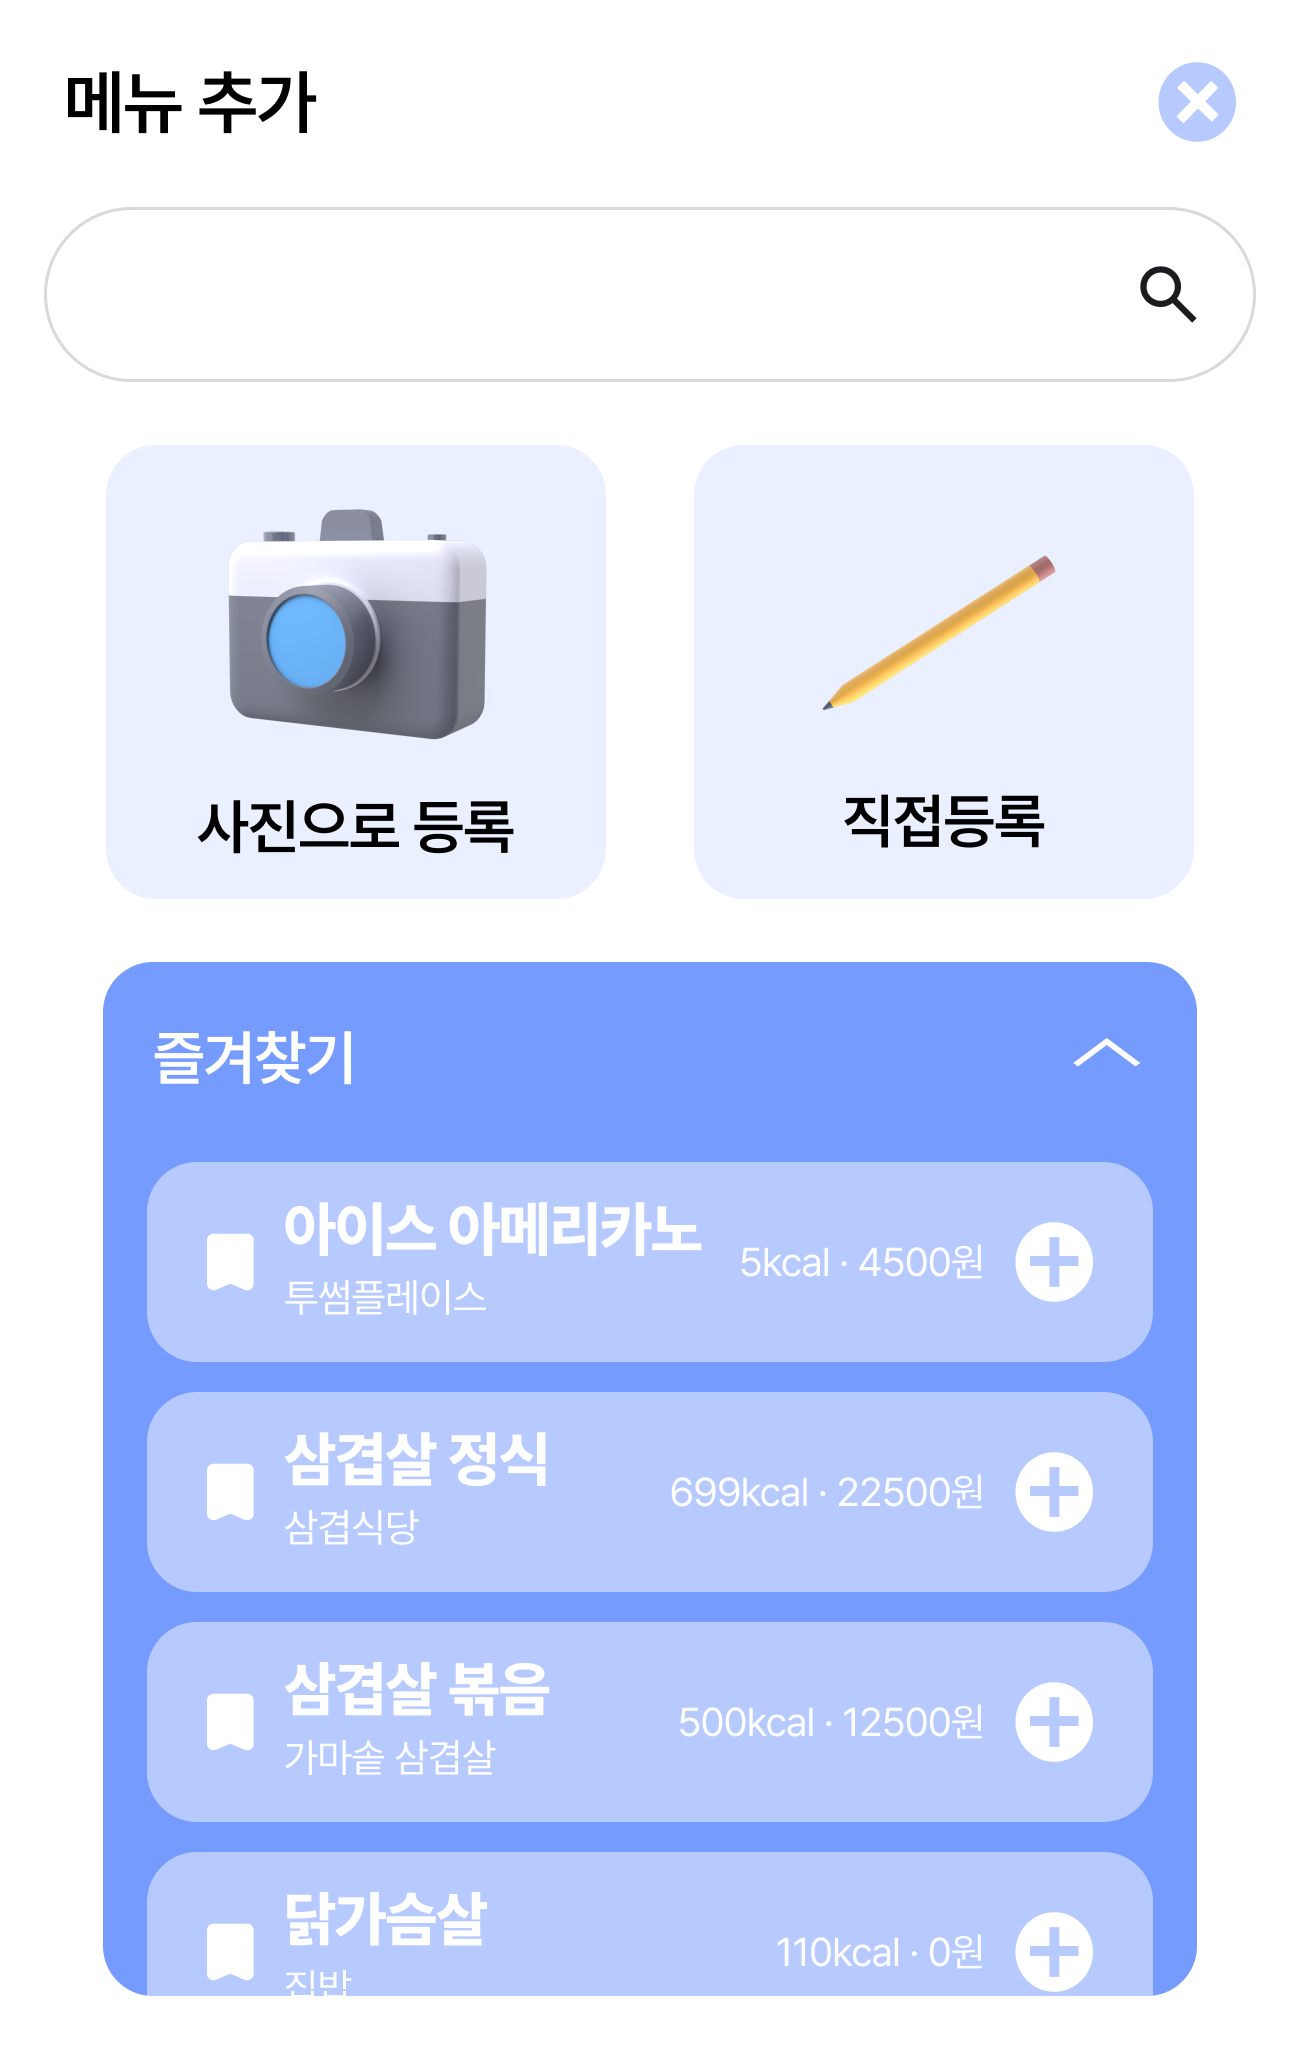 메뉴 추가
사진으로 등록
직접등록
즐겨찾기
아이스 아메리카노
5kcal · 4500원
투썸플레이스
삼겹살 정식
699kcal · 22500원
삼겹식당
삼겹살 볶음
500kcal · 12500원
가마솥 삼겹살
닭가슴살
110kcal · 0원
집밥